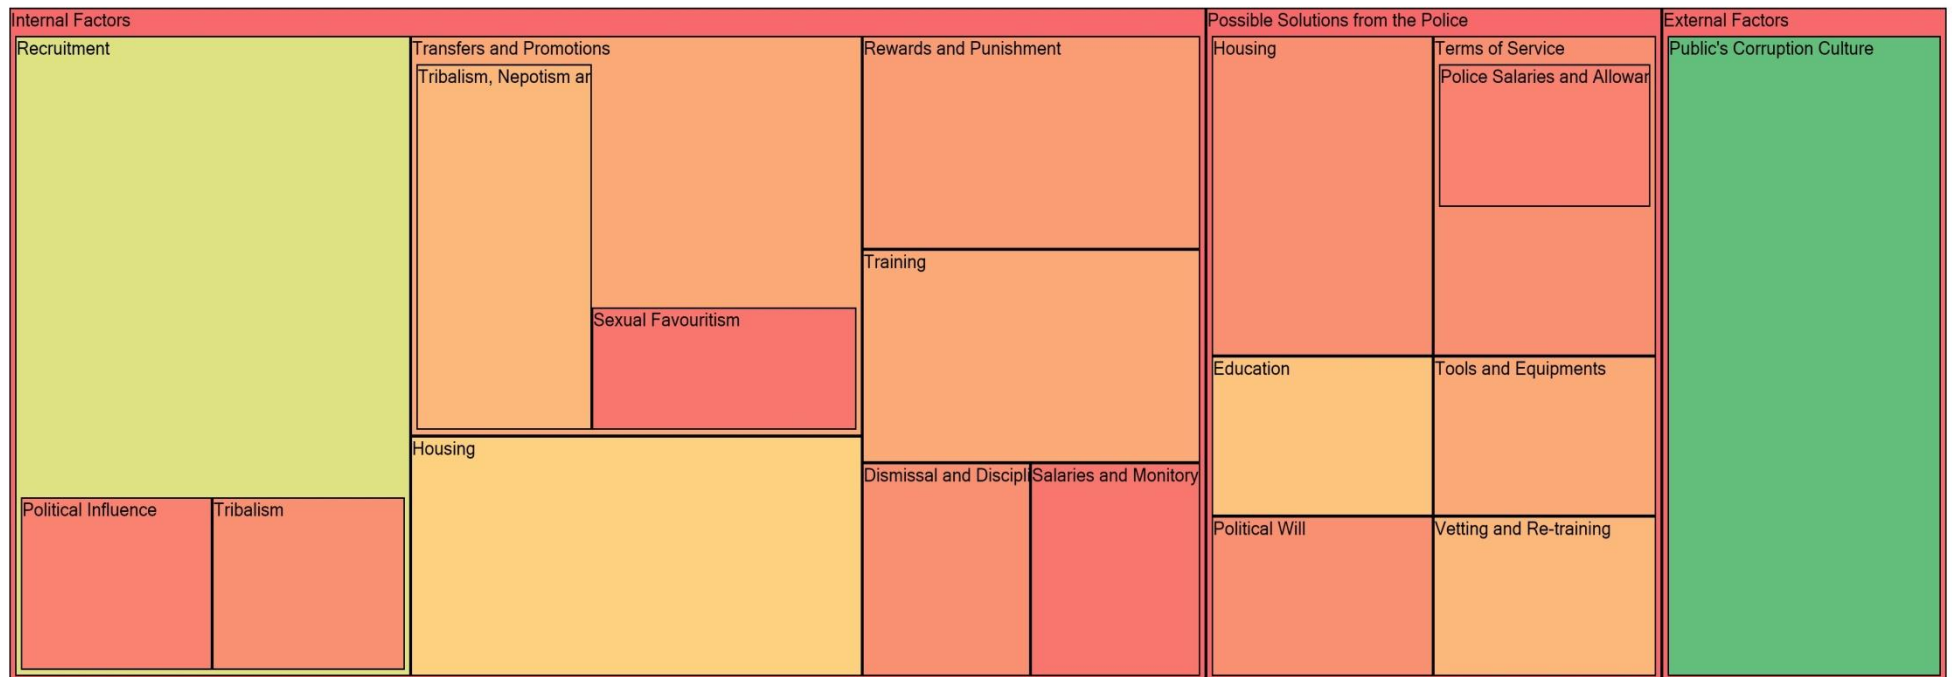 Internal Factors
Recruitment
Political Influence
Tribalism
Transfers and Promotions
Tribalism, Nepotism ar
Sexual Favouritism
Housing
Rewards and Punishment
Training
Dismissal and Discipli
Salaries and Monitory
Possible Solutions from the Police
Housing
Terms of Service
Police Salaries and Allowar
Education
Tools and Equipments
Political Will
Vetting and Re-training
External Factors
Public's Corruption Culture